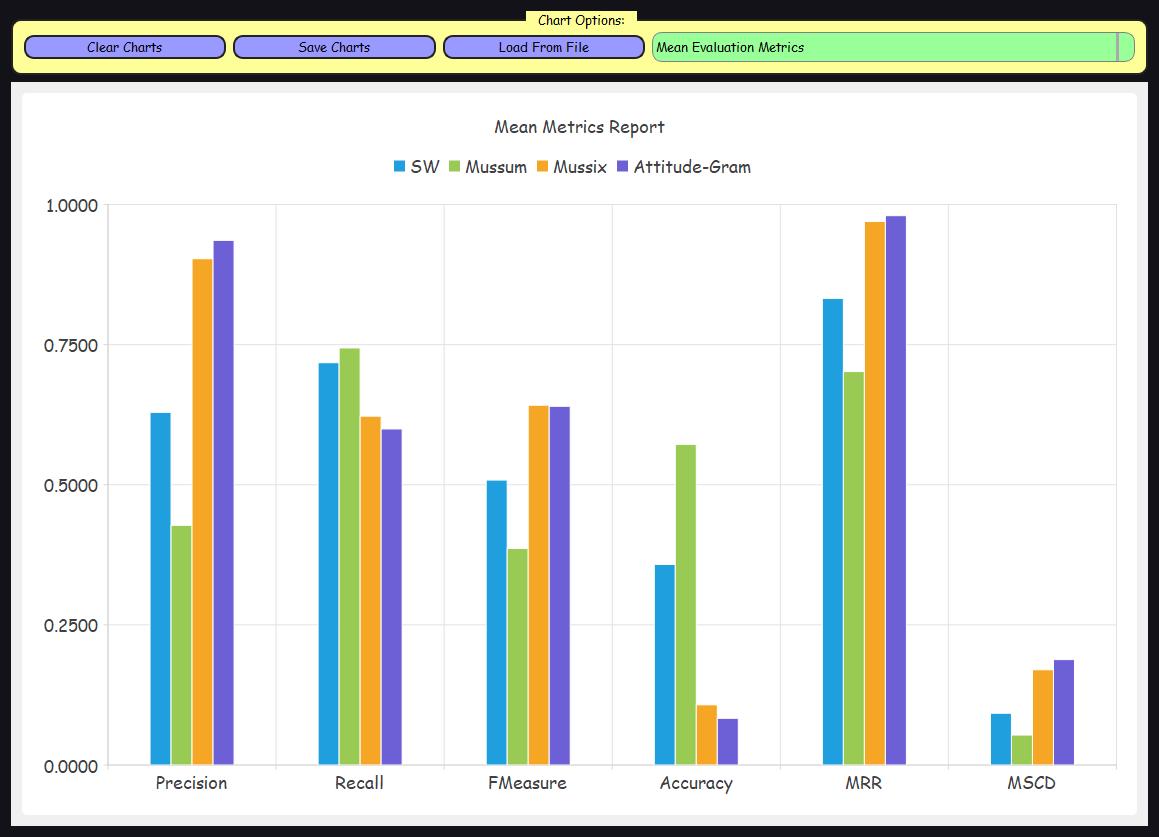 Chart Options:
Clear Charts
Save Charts
Load From File
Mean Evaluation Metrics
Mean Metrics Report
SW Mussum Mussix Attitude-Gram
1.0000
0.7500
0.5000
0.2500
0.0000
Precision Recall FMeasure Accuracy MRR MSCD